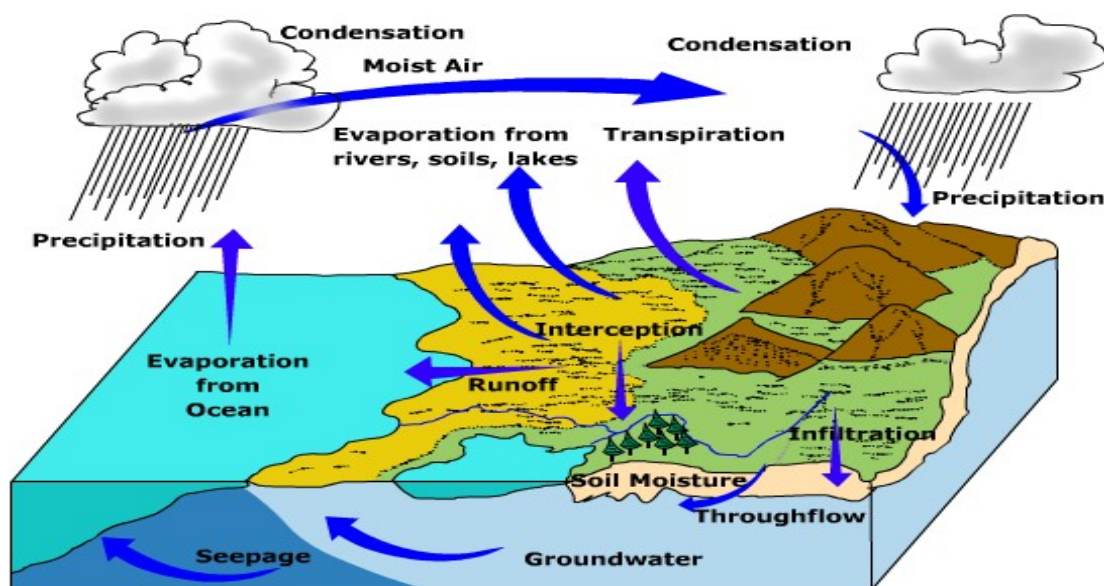 Condensation
Condensation
Moist Air
Evaporation from
rivers, soils, lakes
Transpiration
Precipitation
Precipitation
Interception
Evaporation
from
Ocean
Runoff
Infiltration
Soil Moisture
Throughflow
Seepage
Groundwater